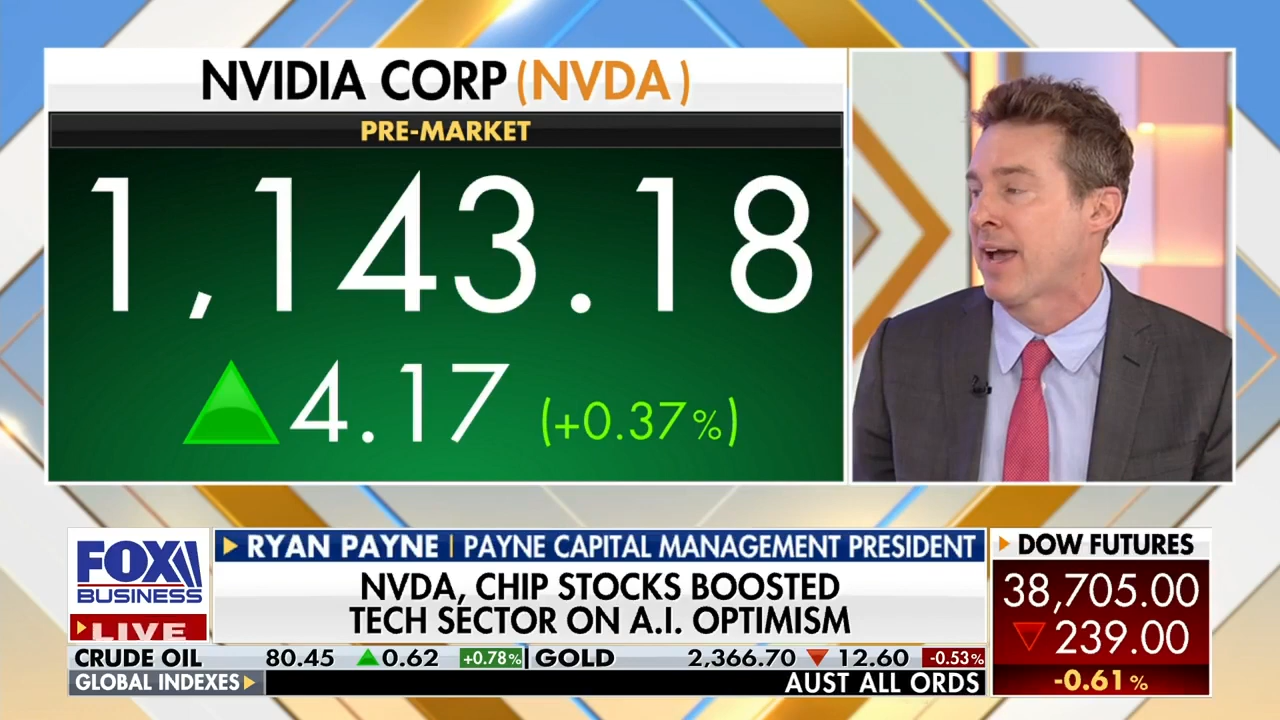 NVIDIA CORP (NVDA)
PRE-MARKET
1,143.18
▲4.17 (+0.37%)
FOX
BUSINESS
LIVE
RYAN PAYNE | PAYNE CAPITAL MANAGEMENT PRESIDENT
NVDA, CHIP STOCKS BOOSTED
TECH SECTOR ON A.I. OPTIMISM
DOW FUTURES
38,705.00
▼239.00
-0.61%
CRUDE OIL 80.45 ▲0.62 +0.78% GOLD 2,366.70 ▼12.60 -0.53%
GLOBAL INDEXES AUST ALL ORDS